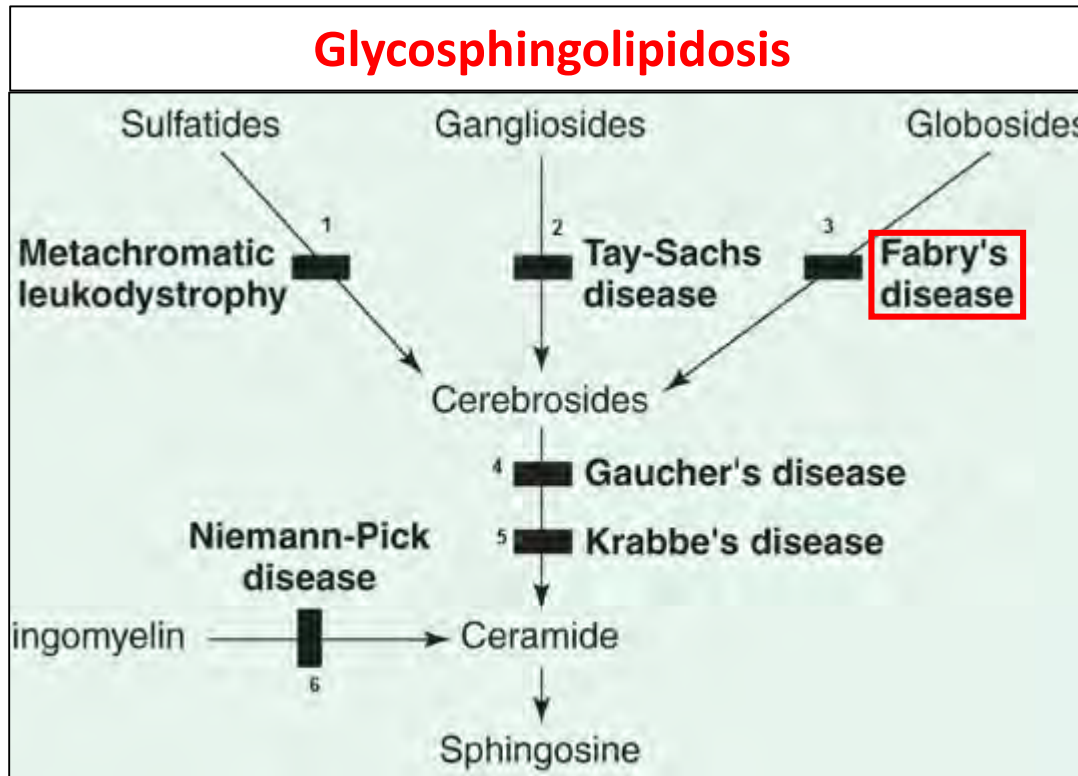 Glycosphingolipidosis
Sulfatides
Gangliosides
Globosides
1
2
3
Metachromatic
leukodystrophy
Tay-Sachs
disease
Fabry's
disease
Cerebrosides
4
Gaucher's disease
5
Krabbe's disease
Niemann-Pick
disease
ingomyelin
Ceramide
6
Sphingosine